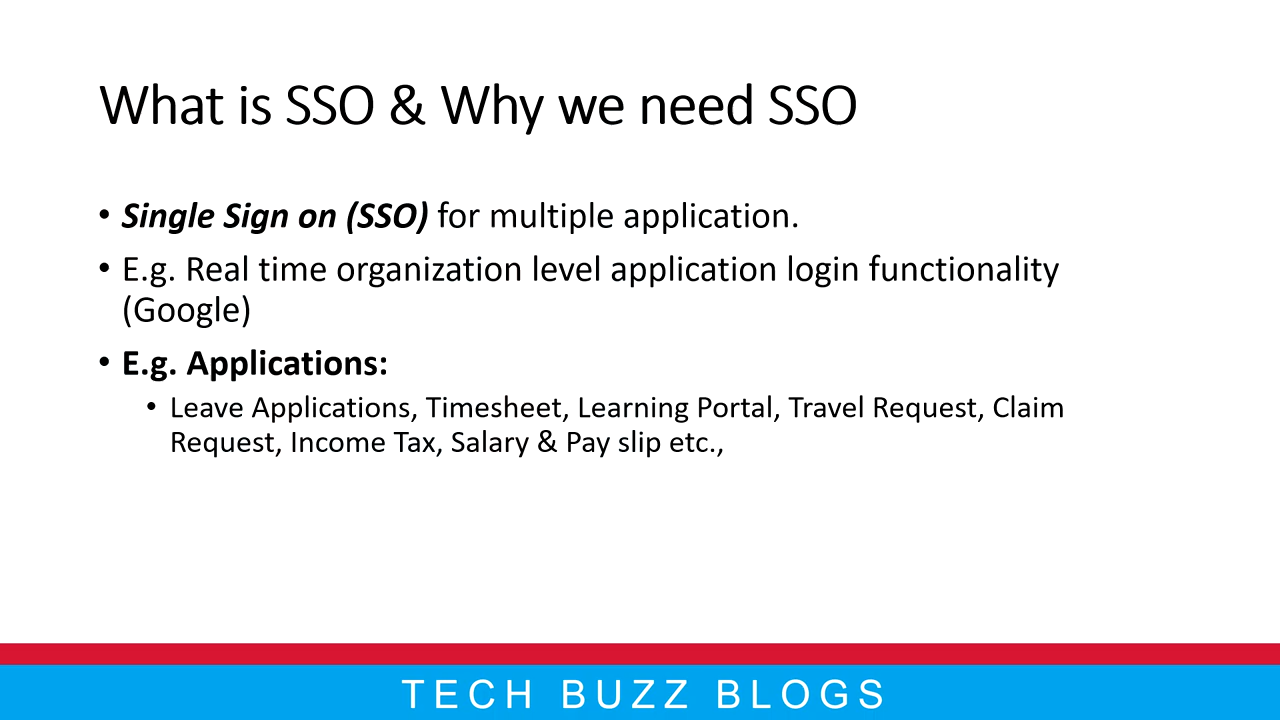 What is SSO & Why we need SSO
• Single Sign on (SSO) for multiple application.
• E.g. Real time organization level application login functionality
(Google)
• E.g. Applications:
• Leave Applications, Timesheet, Learning Portal, Travel Request, Claim
Request, Income Tax, Salary & Pay slip etc.,
TECH BUZZ BLOGS